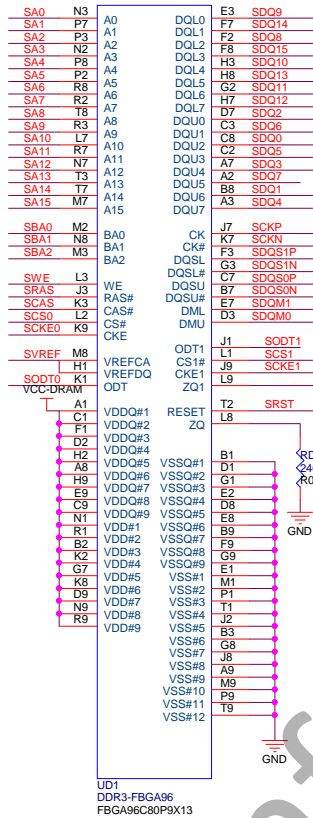 SA0 N3 A0 DQL0 E3 SDQ9
SA1 P7 A1 DQL1 F7 SDQ14
SA2 P3 A2 DQL2 F2 SDQ8
SA3 N2 A3 DQL3 F8 SDQ15
SA4 P8 A4 DQL4 H3 SDQ10
SA5 P2 A5 DQL5 H8 SDQ13
SA6 R8 A6 DQL6 G2 SDQ11
SA7 R2 A7 DQL7 H7 SDQ12
SA8 T8 A8 DQU0 D7 SDQ2
SA9 R3 A9 DQU1 C3 SDQ6
SA10 L7 A10 DQU2 C8 SDQ0
SA11 R7 A11 DQU3 C2 SDQ5
SA12 N7 A12 DQU4 A7 SDQ3
SA13 T3 A13 DQU5 A2 SDQ7
SA14 T7 A14 DQU6 B8 SDQ1
SA15 M7 A15 DQU7 A3 SDQ4
SBA0 M2 BA0 CK J7 SCKP
SBA1 N8 BA1 CK# K7 SCKN
SBA2 M3 BA2 DQSL F3 SDQS1P
DQSL# G3 SDQS1N
SWE L3 WE DQSU C7 SDQS0P
SRAS J3 RAS# DQSU# B7 SDQS0N
SCAS K3 CAS# DML E7 SDQM1
SCS0 L2 CS# DMU D3 SDQM0
SCKE0 K9 CKE
ODT1 J1 SODT1
SVREF M8 VREFCA CS1# L1 SCS1
H1 VREFDQ CKE1 J9 SCKE1
SODT0 K1 ODT ZQ1 L9
VCC-DRAM
A1 VDDQ#1 RESET T2 SRST
C1 VDDQ#2 ZQ L8
F1 VDDQ#3
D2 VDDQ#4
H2 VDDQ#5 VSSQ#1 B1
A8 VDDQ#6 VSSQ#2 D1
H9 VDDQ#7 VSSQ#3 G1
E9 VDDQ#8 VSSQ#4 E2
C9 VDDQ#9 VSSQ#5 D8
N1 VDD#1 VSSQ#6 E8
R1 VDD#2 VSSQ#7 B9
B2 VDD#3 VSSQ#8 F9
K2 VDD#4 VSSQ#9 G9
G7 VDD#5 VSS#1 E1
K8 VDD#6 VSS#2 M1
D9 VDD#7 VSS#3 P1
N9 VDD#8 VSS#4 T1
R9 VDD#9 VSS#5 J2
VSS#6 B3
VSS#7 G8
VSS#8 J8
VSS#9 A9
VSS#10 M9
VSS#11 P9
VSS#12 T9
GND
GND
UD1
DDR3-FBGA96
FBGA96C80P9X13